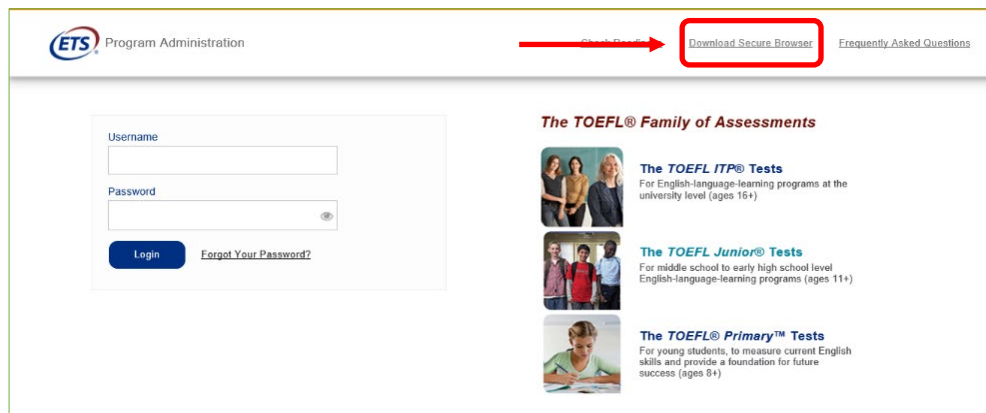 ETS® Program Administration
Download Secure Browser
Frequently Asked Questions
Username
Password
Login
Forgot Your Password?
The TOEFL® Family of Assessments
The TOEFL ITP® Tests
For English-language-learning programs at the
university level (ages 16+)
The TOEFL Junior® Tests
For middle school to early high school level
English-language-learning programs (ages 11+)
The TOEFL® Primary™ Tests
For young students, to measure current English
skills and provide a foundation for future
success (ages 8+)